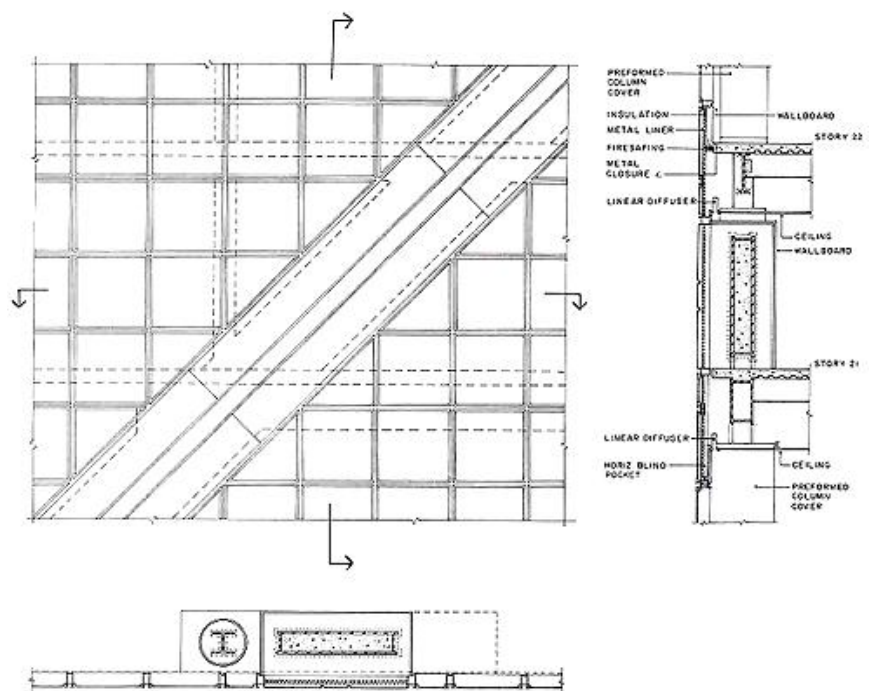 PREFORMED
COLUMN
COVER
INSULATION
WALLBOARD
METAL LINER
STORY 22
FIRESAFING
METAL
CLOSURE
LINEAR DIFFUSER
CEILING
WALLBOARD
STORY 21
LINEAR DIFFUSER
HORIZ BLIND
POCKET
CEILING
PREFORMED
COLUMN
COVER